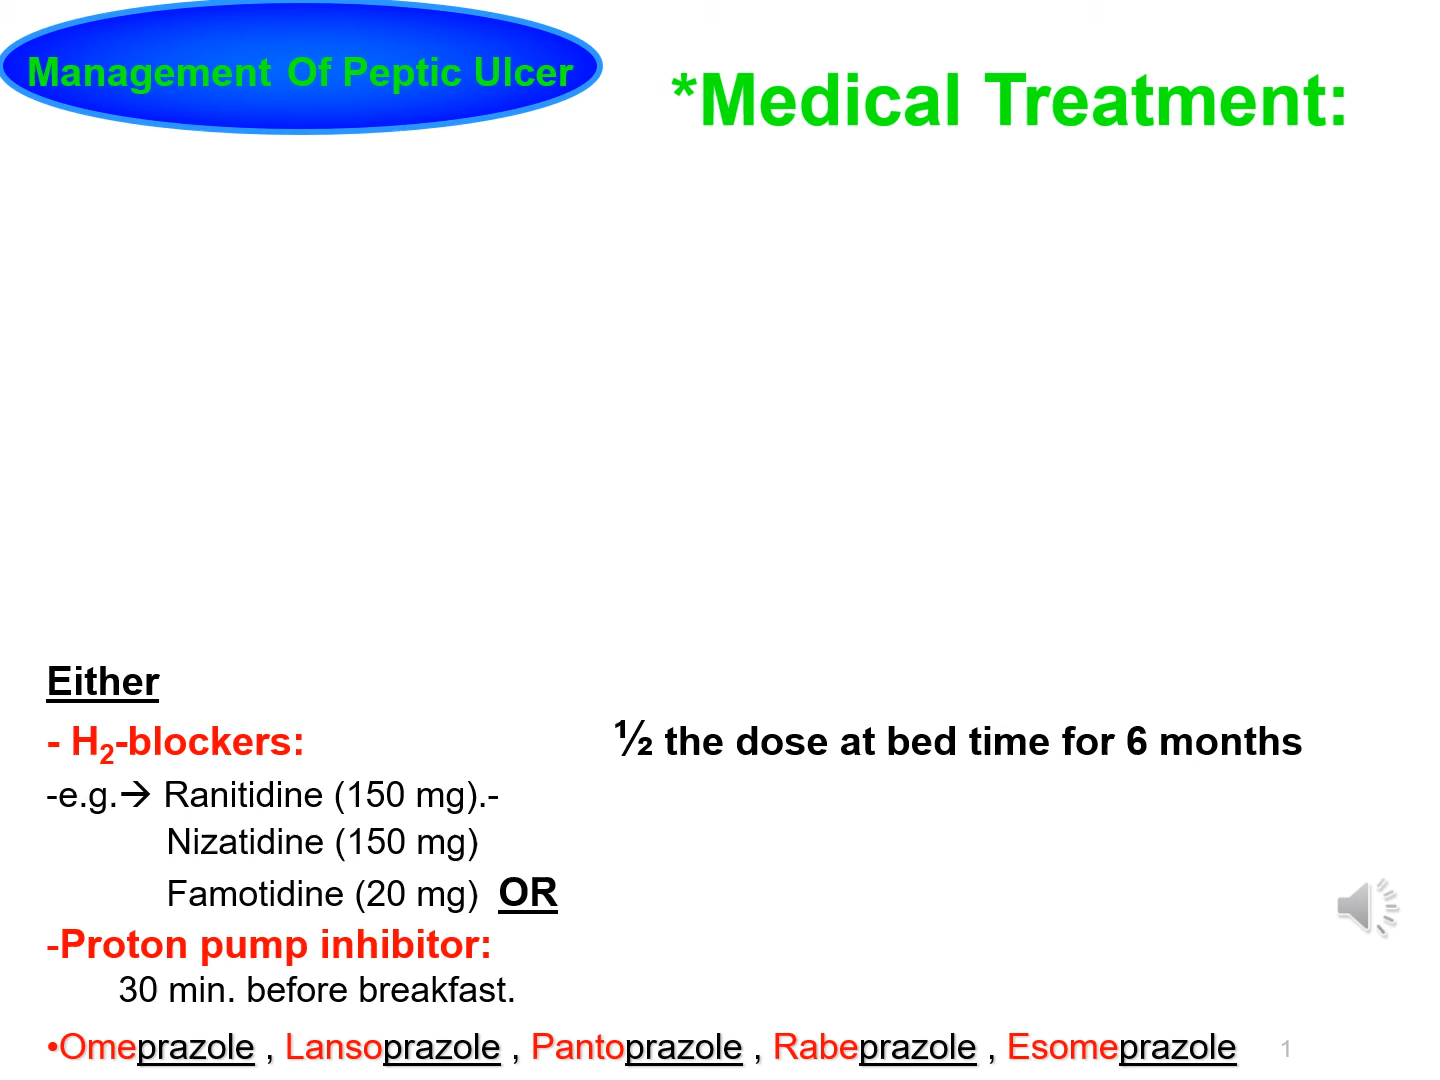 Management Of Peptic Ulcer
*Medical Treatment:
Either
- H₂-blockers: ½ the dose at bed time for 6 months
-e.g.→ Ranitidine (150 mg).-
Nizatidine (150 mg)
Famotidine (20 mg) OR
-Proton pump inhibitor:
30 min. before breakfast.
•Omeprazole , Lansoprazole , Pantoprazole , Rabeprazole , Esomeprazole
1